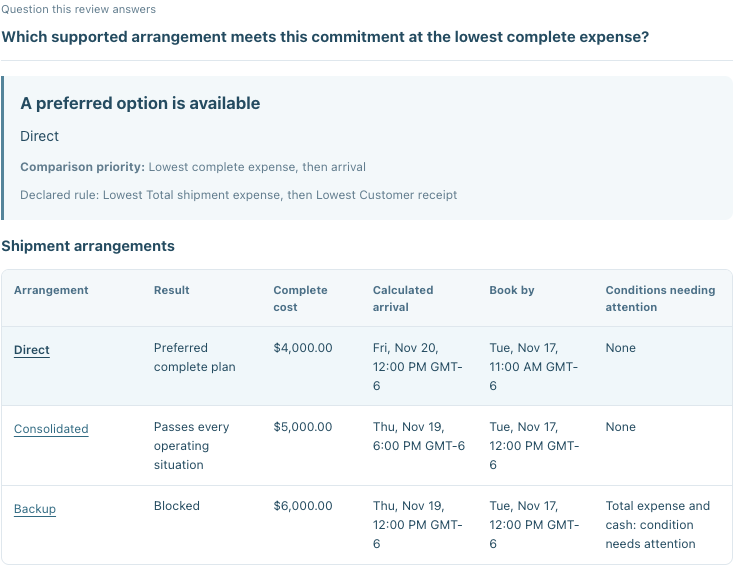 Question this review answers
Which supported arrangement meets this commitment at the lowest complete expense?
A preferred option is available
Direct
Comparison priority: Lowest complete expense, then arrival
Declared rule: Lowest Total shipment expense, then Lowest Customer receipt
Shipment arrangements
Arrangement
Result
Complete
cost
Calculated
arrival
Book by
Conditions needing
attention
Direct
Preferred
complete plan
$4,000.00
Fri, Nov 20,
12:00 PM GMT-
6
Tue, Nov 17,
11:00 AM GMT-
6
None
Consolidated
Passes every
operating
situation
$5,000.00
Thu, Nov 19,
6:00 PM GMT-6
Tue, Nov 17,
12:00 PM GMT-
6
None
Backup
Blocked
$6,000.00
Thu, Nov 19,
12:00 PM GMT-
6
Tue, Nov 17,
12:00 PM GMT-
6
Total expense and
cash: condition
needs attention